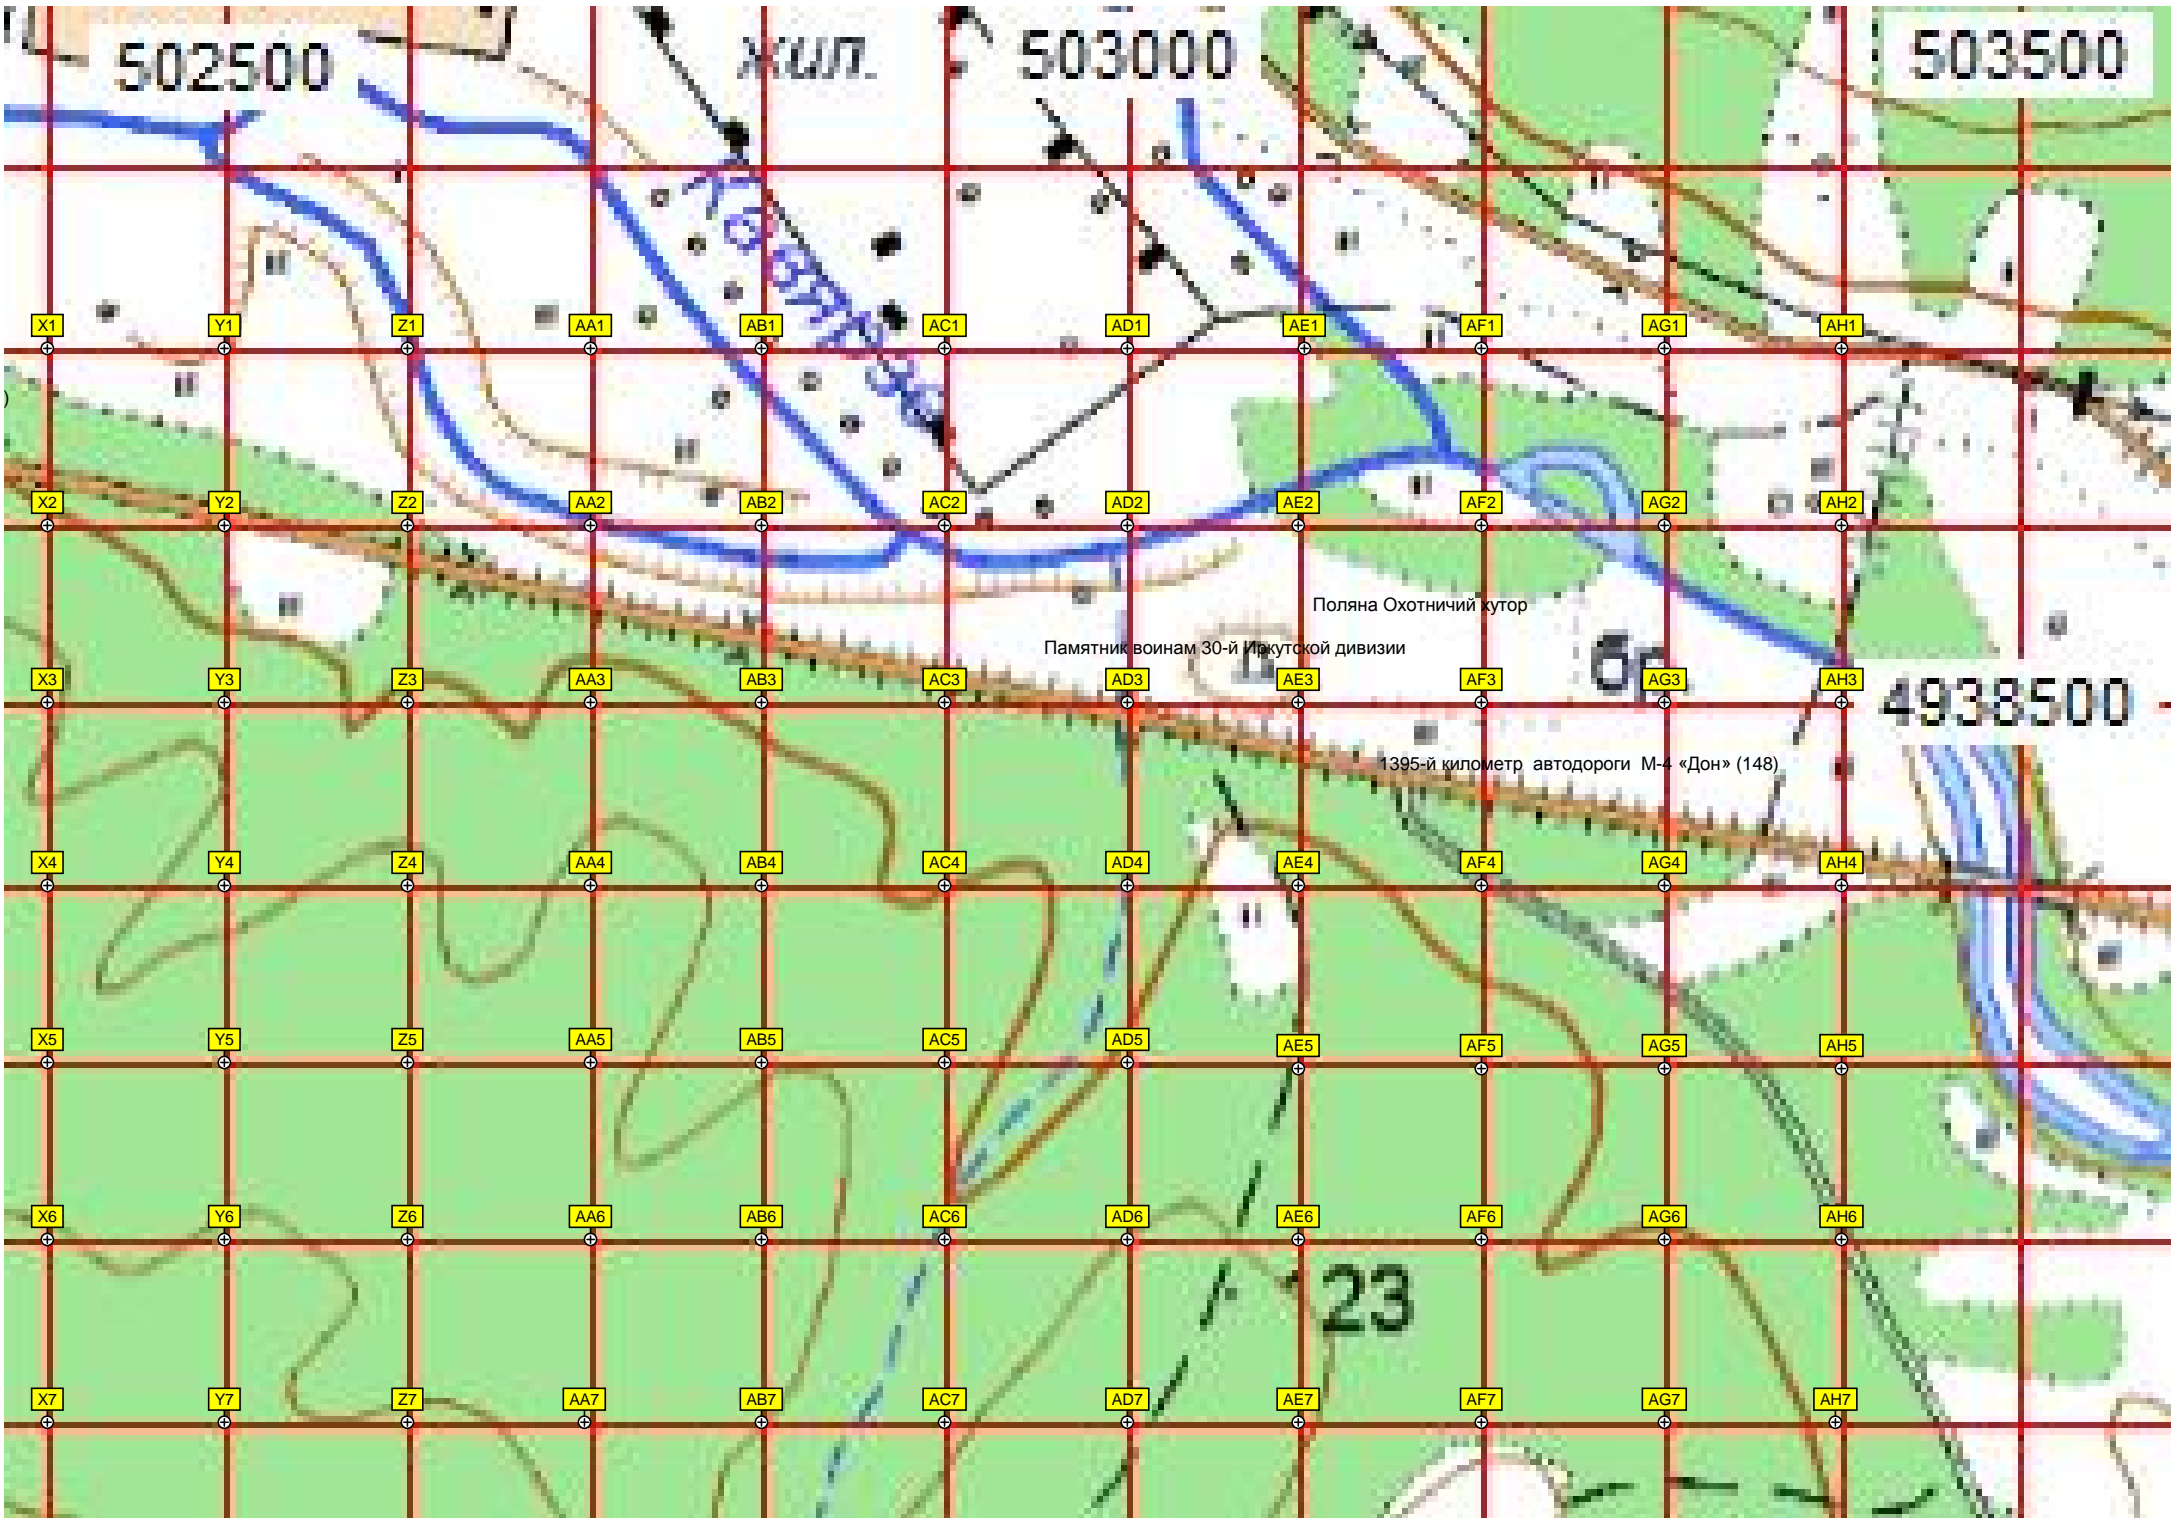 502500
жил.
503000
503500
X1 Y1 Z1 AA1 AB1 AC1 AD1 AE1 AF1 AG1 AH1
)
X2 Y2 Z2 AA2 AB2 AC2 AD2 AE2 AF2 AG2 AH2
Поляна Охотничий хутор
Памятник воинам 30-й Иркутской дивизии
X3 Y3 Z3 AA3 AB3 AC3 AD3 AE3 AF3 AG3 AH3
4938500
1395-й километр автодороги М-4 «Дон» (148)
X4 Y4 Z4 AA4 AB4 AC4 AD4 AE4 AF4 AG4 AH4
X5 Y5 Z5 AA5 AB5 AC5 AD5 AE5 AF5 AG5 AH5
X6 Y6 Z6 AA6 AB6 AC6 AD6 AE6 AF6 AG6 AH6
23
X7 Y7 Z7 AA7 AB7 AC7 AD7 AE7 AF7 AG7 AH7